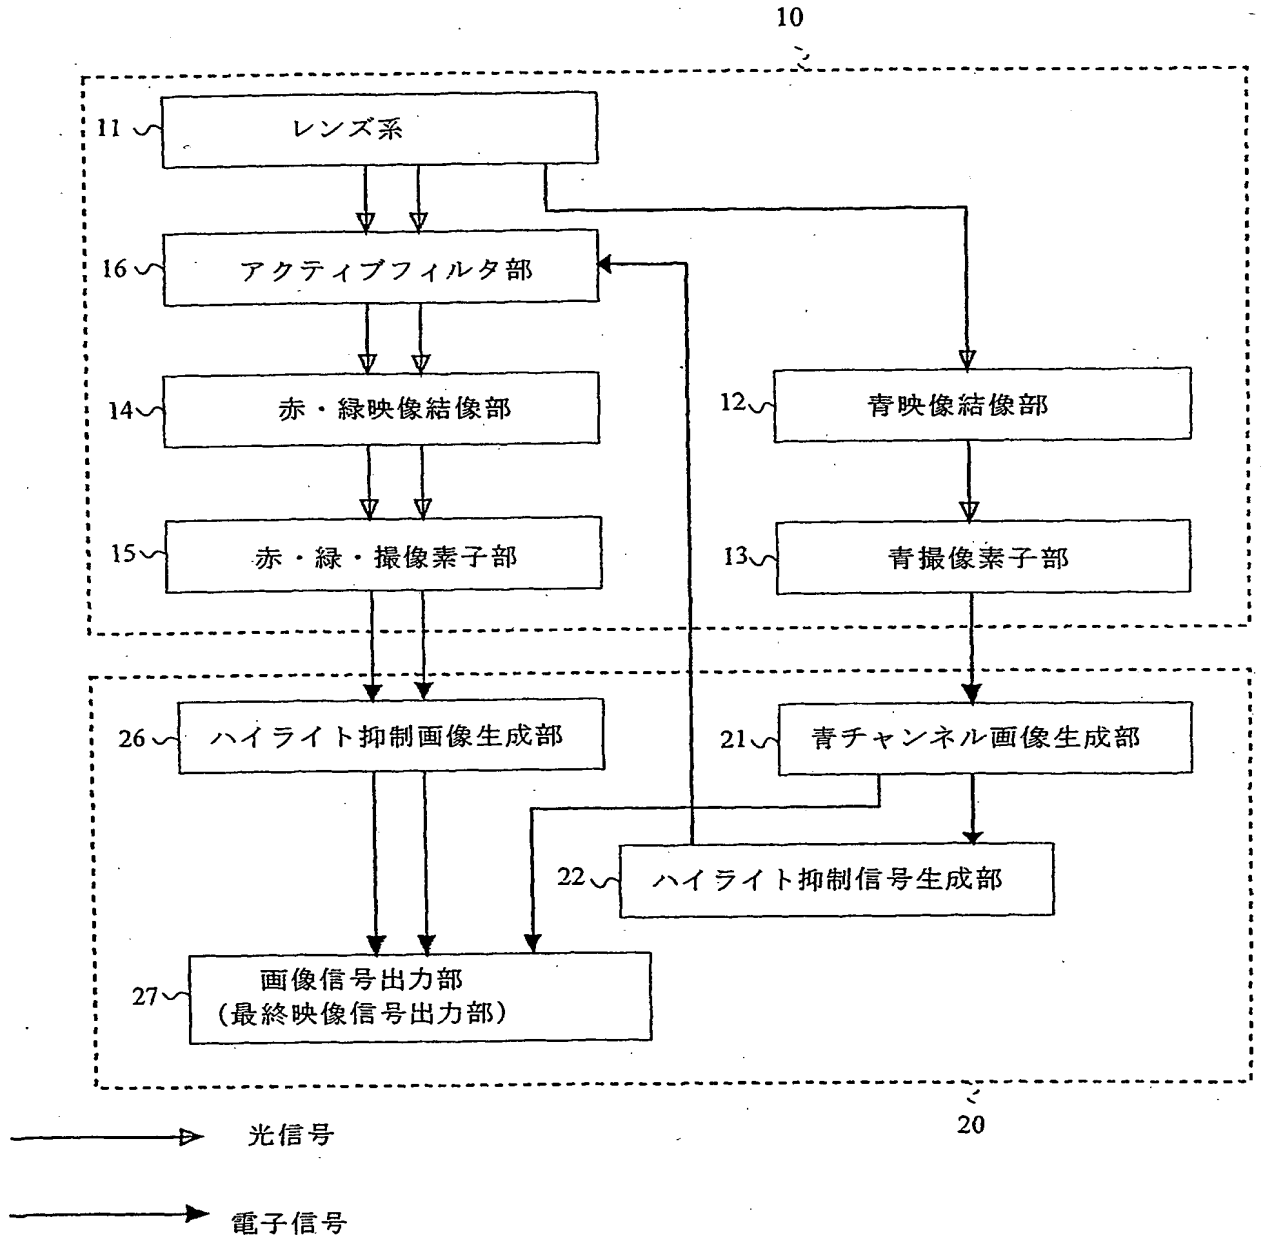 10
11
レンズ系
16
アクティブフィルタ部
14
赤・緑映像結像部
12
青映像結像部
15
赤・緑・撮像素子部
13
青撮像素子部
26
ハイライト抑制画像生成部
21
青チャンネル画像生成部
22
ハイライト抑制信号生成部
27
画像信号出力部
(最終映像信号出力部)
20
光信号
電子信号